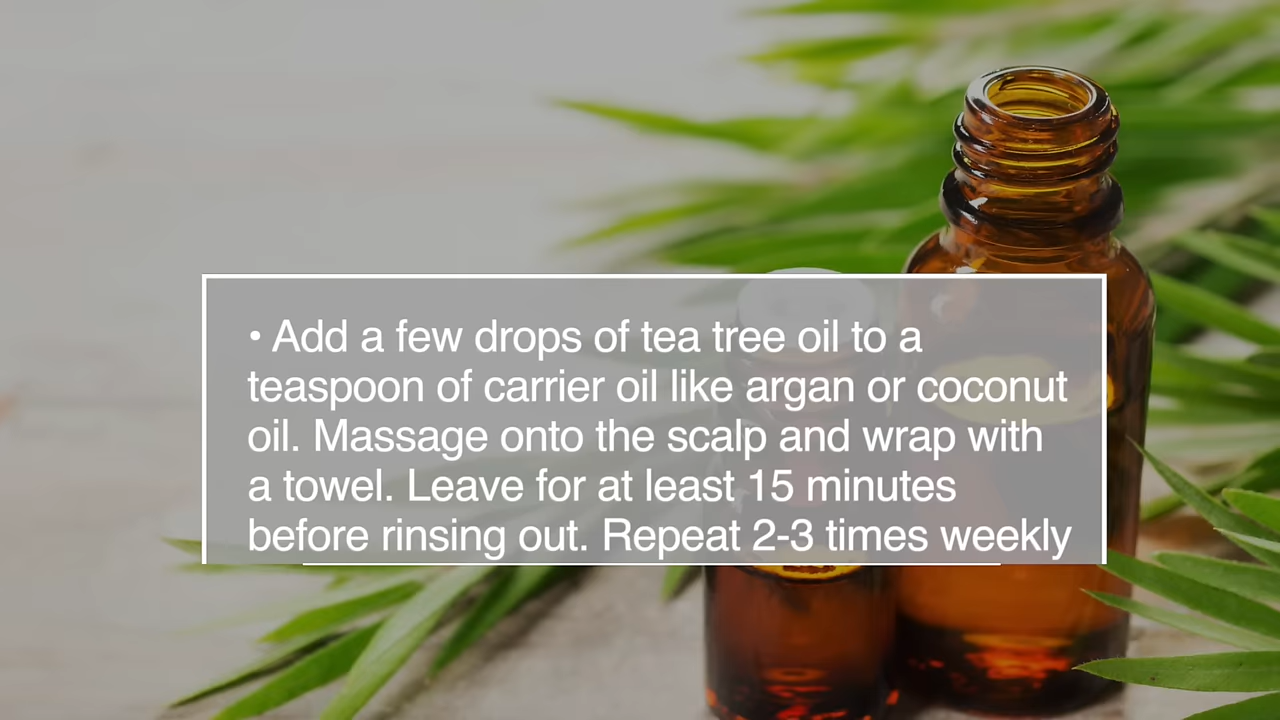 • Add a few drops of tea tree oil to a
teaspoon of carrier oil like argan or coconut
oil. Massage onto the scalp and wrap with
a towel. Leave for at least 15 minutes
before rinsing out. Repeat 2-3 times weekly